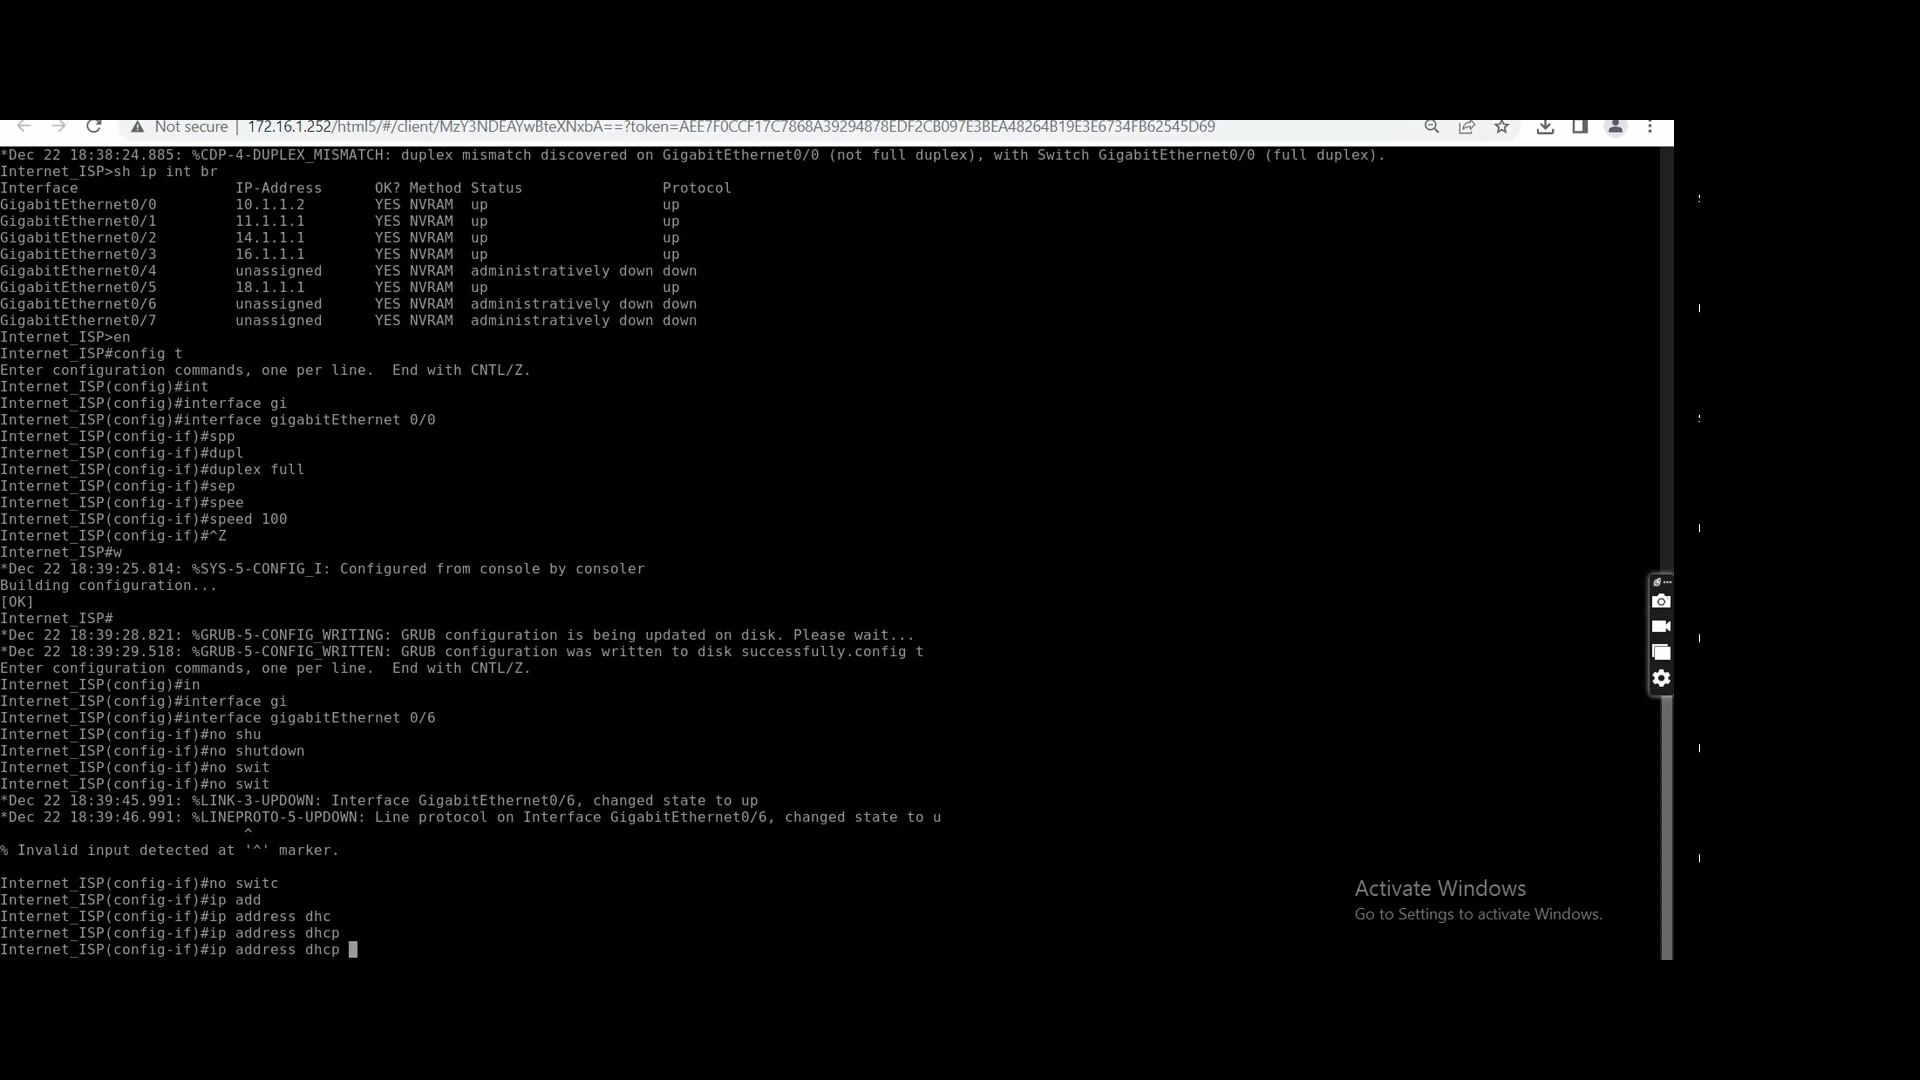 Not secure | 172.16.1.252/html5/#/client/MzY3NDEAYwBteXNxbA==?token=AEE7F0CCF17C7868A39294878EDF2CB097E3BEA48264B19E3E6734FB62545D69
*Dec 22 18:38:24.885: %CDP-4-DUPLEX_MISMATCH: duplex mismatch discovered on GigabitEthernet0/0 (not full duplex), with Switch GigabitEthernet0/0 (full duplex).
Internet_ISP>sh ip int br
Interface                  IP-Address      OK? Method Status                Protocol
GigabitEthernet0/0         10.1.1.2        YES NVRAM  up                    up
GigabitEthernet0/1         11.1.1.1        YES NVRAM  up                    up
GigabitEthernet0/2         14.1.1.1        YES NVRAM  up                    up
GigabitEthernet0/3         16.1.1.1        YES NVRAM  up                    up
GigabitEthernet0/4         unassigned      YES NVRAM  administratively down down
GigabitEthernet0/5         18.1.1.1        YES NVRAM  up                    up
GigabitEthernet0/6         unassigned      YES NVRAM  administratively down down
GigabitEthernet0/7         unassigned      YES NVRAM  administratively down down
Internet_ISP>en
Internet_ISP#config t
Enter configuration commands, one per line.  End with CNTL/Z.
Internet_ISP(config)#int
Internet_ISP(config)#interface gi
Internet_ISP(config)#interface gigabitEthernet 0/0
Internet_ISP(config-if)#spp
Internet_ISP(config-if)#dupl
Internet_ISP(config-if)#duplex full
Internet_ISP(config-if)#sep
Internet_ISP(config-if)#spee
Internet_ISP(config-if)#speed 100
Internet_ISP(config-if)#^Z
Internet_ISP#w
*Dec 22 18:39:25.814: %SYS-5-CONFIG_I: Configured from console by consoler
Building configuration...
[OK]
Internet_ISP#
*Dec 22 18:39:28.821: %GRUB-5-CONFIG_WRITING: GRUB configuration is being updated on disk. Please wait...
*Dec 22 18:39:29.518: %GRUB-5-CONFIG_WRITTEN: GRUB configuration was written to disk successfully.config t
Enter configuration commands, one per line.  End with CNTL/Z.
Internet_ISP(config)#in
Internet_ISP(config)#interface gi
Internet_ISP(config)#interface gigabitEthernet 0/6
Internet_ISP(config-if)#no shu
Internet_ISP(config-if)#no shutdown
Internet_ISP(config-if)#no swit
Internet_ISP(config-if)#no swit
*Dec 22 18:39:45.991: %LINK-3-UPDOWN: Interface GigabitEthernet0/6, changed state to up
*Dec 22 18:39:46.991: %LINEPROTO-5-UPDOWN: Line protocol on Interface GigabitEthernet0/6, changed state to u
^
% Invalid input detected at '^' marker.
Internet_ISP(config-if)#no switc
Internet_ISP(config-if)#ip add
Internet_ISP(config-if)#ip address dhc
Internet_ISP(config-if)#ip address dhcp
Internet_ISP(config-if)#ip address dhcp
Activate Windows
Go to Settings to activate Windows.